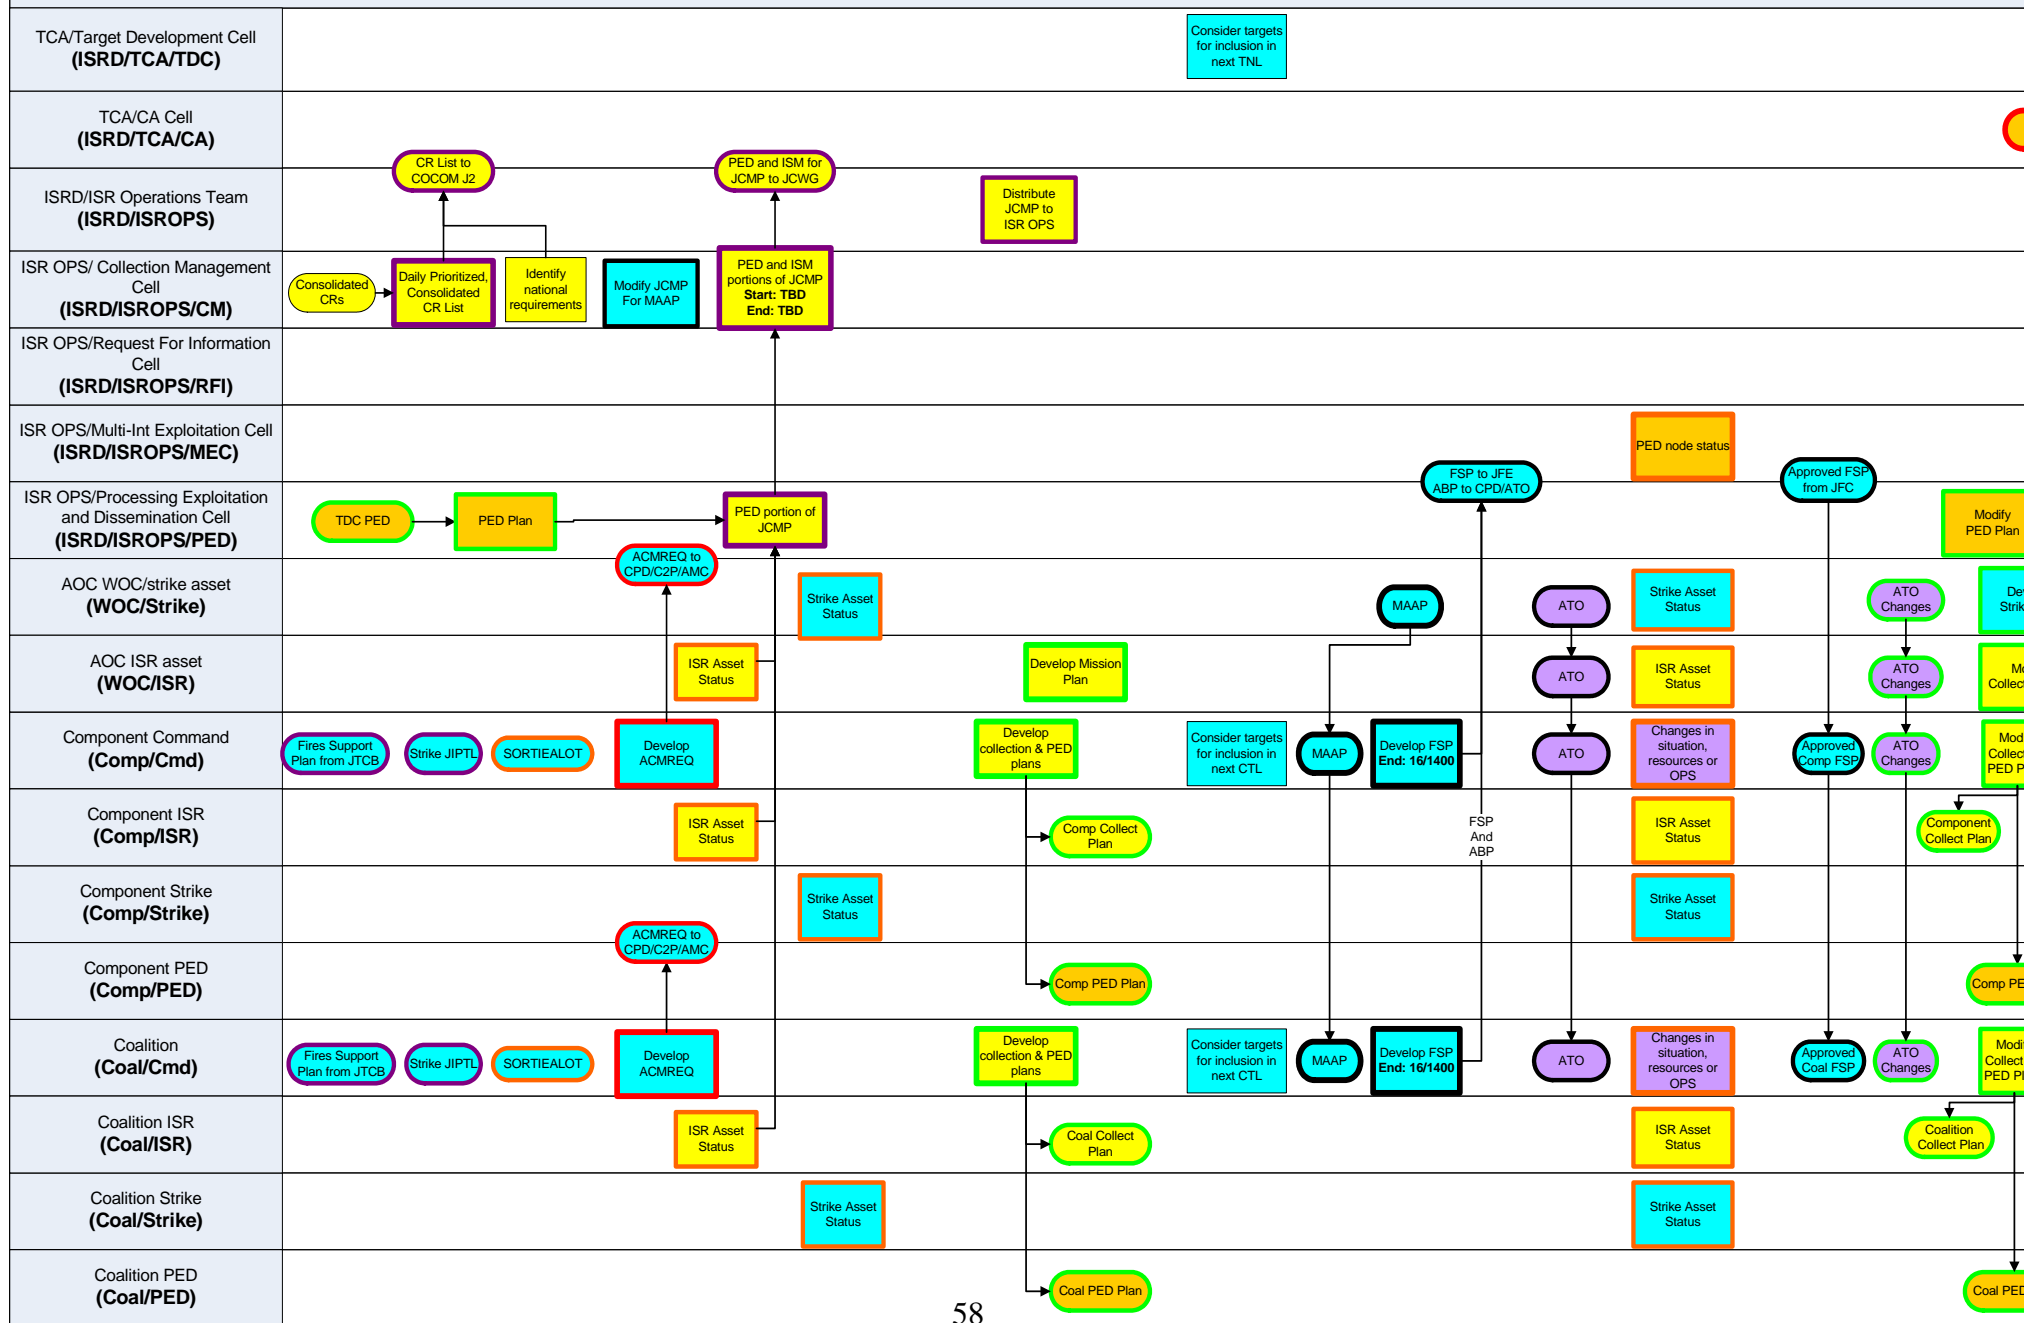 TCA/Target Development Cell
(ISRD/TCA/TDC)
Consider targets
for inclusion in
next TNL
TCA/CA Cell
(ISRD/TCA/CA)
CR List to
COCOM J2
PED and ISM for
JCMP to JCWG
ISRD/ISR Operations Team
(ISRD/ISROPS)
Distribute
JCMP to
ISR OPS
ISR OPS/ Collection Management
Cell
(ISRD/ISROPS/CM)
Consolidated
CRs
Daily Prioritized,
Consolidated
CR List
Identify
national
requirements
Modify JCMP
For MAAP
PED and ISM
portions of JCMP
Start: TBD
End: TBD
ISR OPS/Request For Information
Cell
(ISRD/ISROPS/RFI)
ISR OPS/Multi-Int Exploitation Cell
(ISRD/ISROPS/MEC)
PED node status
FSP to JFE
ABP to CPD/ATO
Approved FSP
from JFC
ISR OPS/Processing Exploitation
and Dissemination Cell
(ISRD/ISROPS/PED)
TDC PED
PED Plan
PED portion of
JCMP
Modify
PED Plan
ACMREQ to
CPD/C2P/AMC
AOC WOC/strike asset
(WOC/Strike)
Strike Asset
Status
MAAP
ATO
Strike Asset
Status
ATO
Changes
De
Strik
AOC ISR asset
(WOC/ISR)
ISR Asset
Status
Develop Mission
Plan
ATO
ISR Asset
Status
ATO
Changes
Mo
Collect
Component Command
(Comp/Cmd)
Fires Support
Plan from JTCB
Strike JIPTL
SORTIEALOT
Develop
ACMREQ
Develop
collection & PED
plans
Consider targets
for inclusion in
next CTL
MAAP
Develop FSP
End: 16/1400
ATO
Changes in
situation,
resources or
OPS
Approved
Comp FSP
ATO
Changes
Modi
Collect
PED P
Component ISR
(Comp/ISR)
ISR Asset
Status
Comp Collect
Plan
FSP
And
ABP
ISR Asset
Status
Component
Collect Plan
Component Strike
(Comp/Strike)
Strike Asset
Status
Strike Asset
Status
ACMREQ to
CPD/C2P/AMC
Component PED
(Comp/PED)
Comp PED Plan
Comp PE
Coalition
(Coal/Cmd)
Fires Support
Plan from JTCB
Strike JIPTL
SORTIEALOT
Develop
ACMREQ
Develop
collection & PED
plans
Consider targets
for inclusion in
next CTL
MAAP
Develop FSP
End: 16/1400
ATO
Changes in
situation,
resources or
OPS
Approved
Coal FSP
ATO
Changes
Modi
Collect
PED Pl
Coalition ISR
(Coal/ISR)
ISR Asset
Status
Coal Collect
Plan
ISR Asset
Status
Coalition
Collect Plan
Coalition Strike
(Coal/Strike)
Strike Asset
Status
Strike Asset
Status
Coalition PED
(Coal/PED)
Coal PED Plan
Coal PED
58